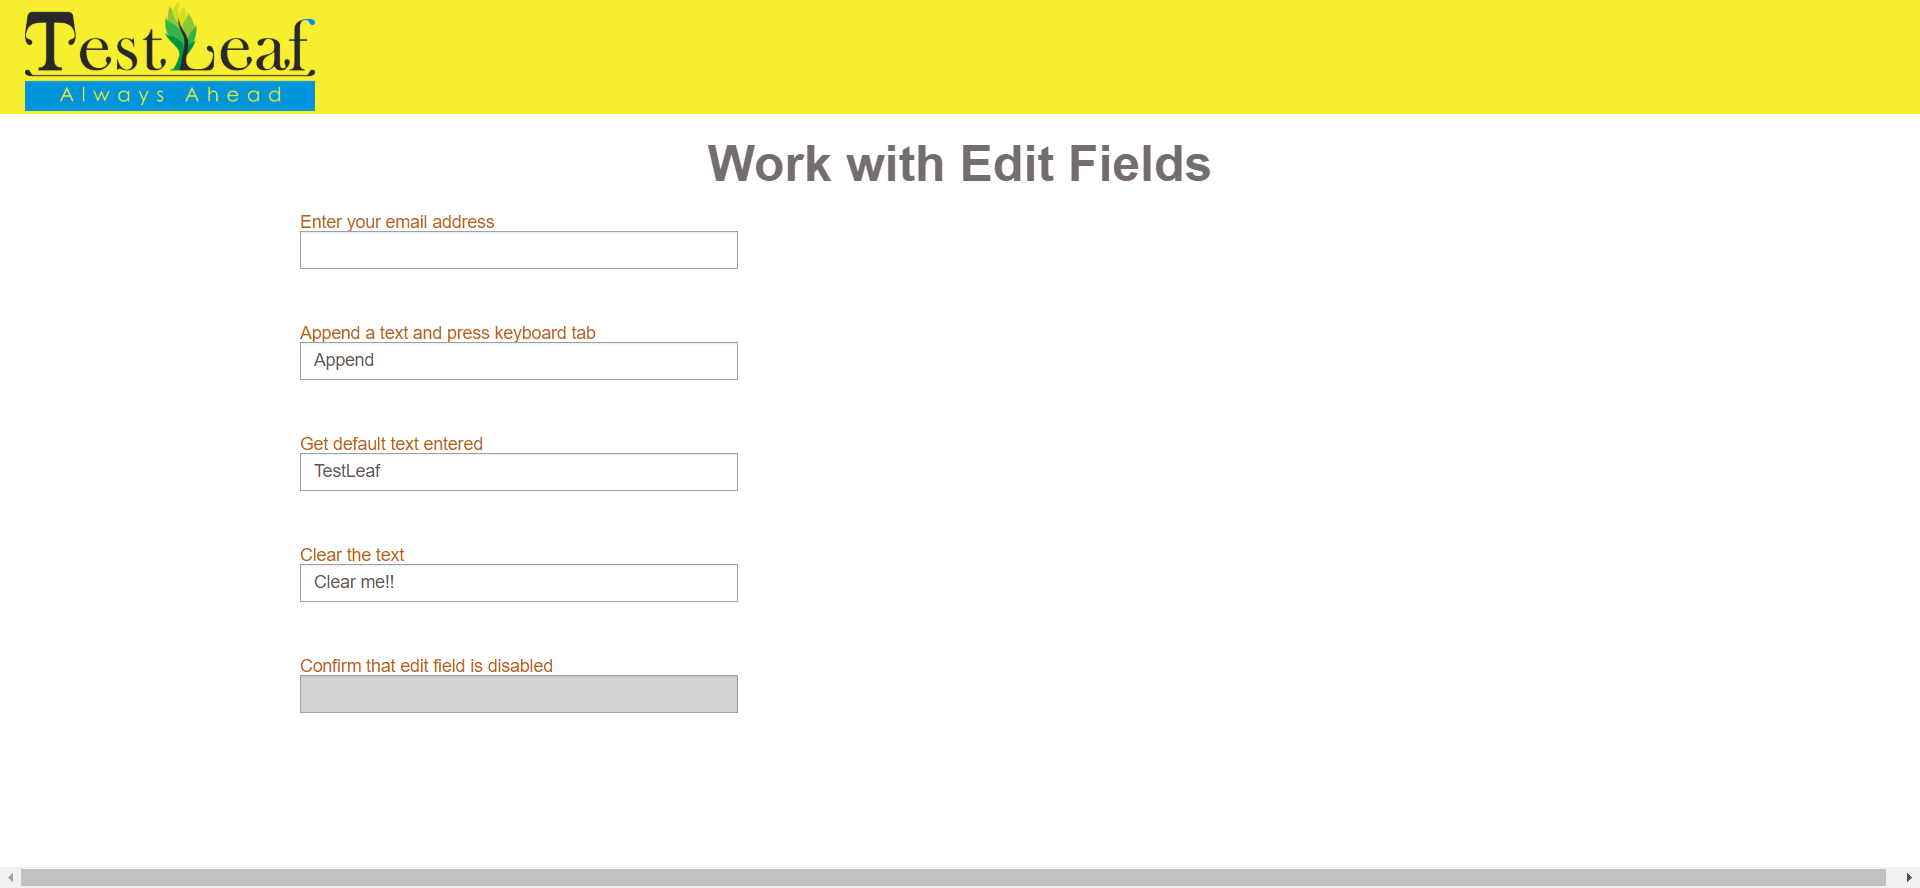 TestLeaf
Always Ahead
Work with Edit Fields
Enter your email address
Append a text and press keyboard tab
Append
Get default text entered
TestLeaf
Clear the text
Clear me!!
Confirm that edit field is disabled